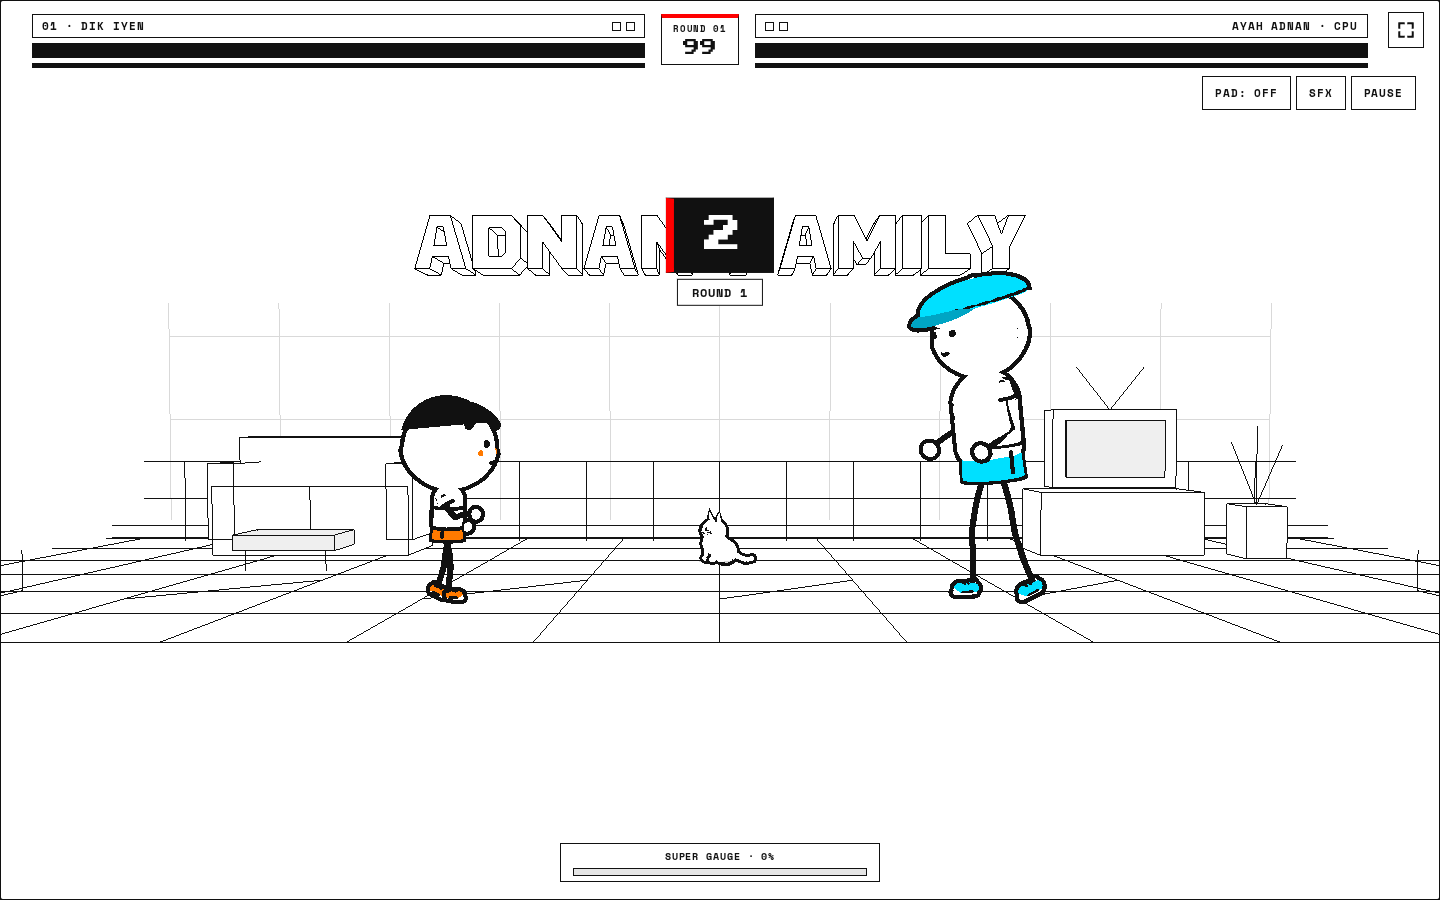 01 · DIK IYEN
ROUND 01
99
AYAH ADNAN · CPU
PAD: OFF
SFX
PAUSE
ADNAN AMILY
2
ROUND 1
SUPER GAUGE · 0%